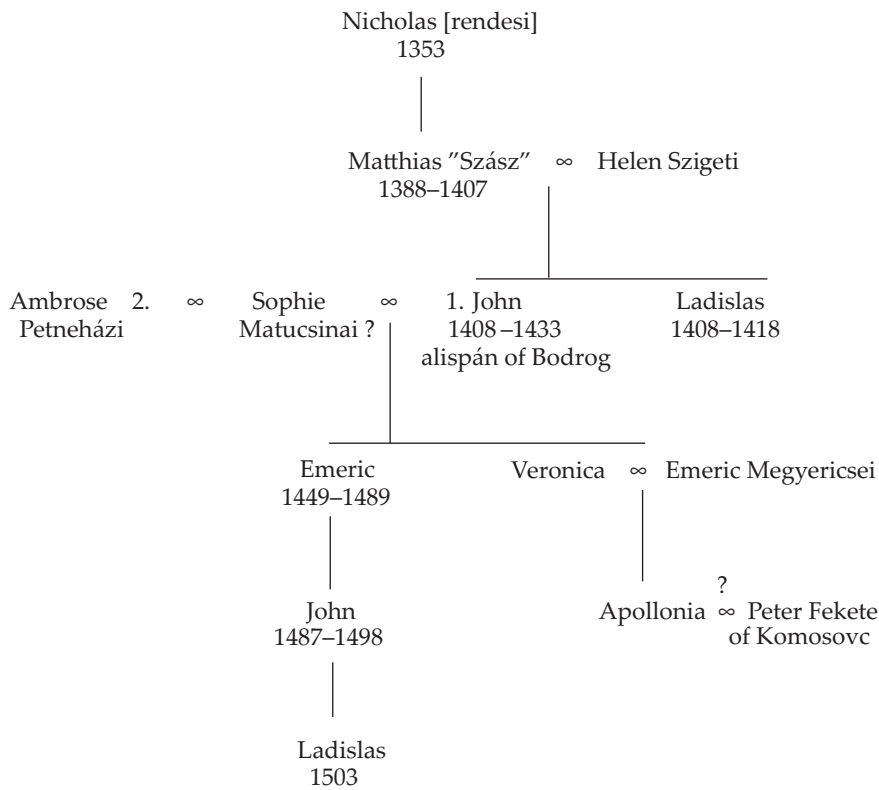 Nicholas [rendesi]
1353
Matthias ”Szász” ∞ Helen Szigeti
1388–1407
Ambrose 2. ∞ Sophie ∞ 1. John Ladislas
Petneházi Matucsinai ? 1408–1433 1408–1418
alispán of Bodrog
Emeric Veronica ∞ Emeric Megyericsei
1449–1489
?
John Apollonia ∞ Peter Fekete
1487–1498 of Komosovc
Ladislas
1503